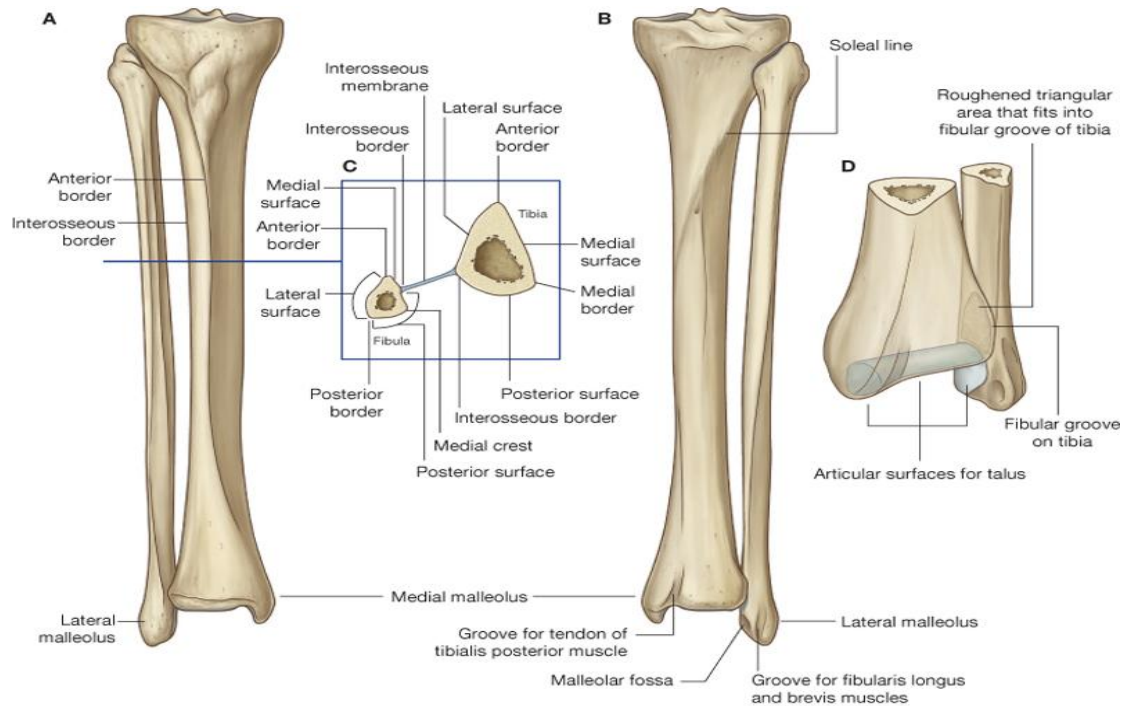 A
B
Soleal line
Interosseous
membrane
Lateral surface
Roughened triangular
area that fits into
fibular groove of tibia
Interosseous
border
Anterior
border
C
D
Anterior
border
Medial
surface
Tibia
Interosseous
border
Anterior
border
Medial
surface
Lateral
surface
Medial
border
Fibula
Posterior
border
Posterior surface
Interosseous border
Medial crest
Posterior surface
Fibular groove
on tibia
Articular surfaces for talus
Medial malleolus
Lateral
malleolus
Lateral malleolus
Groove for tendon of
tibialis posterior muscle
Malleolar fossa
Groove for fibularis longus
and brevis muscles